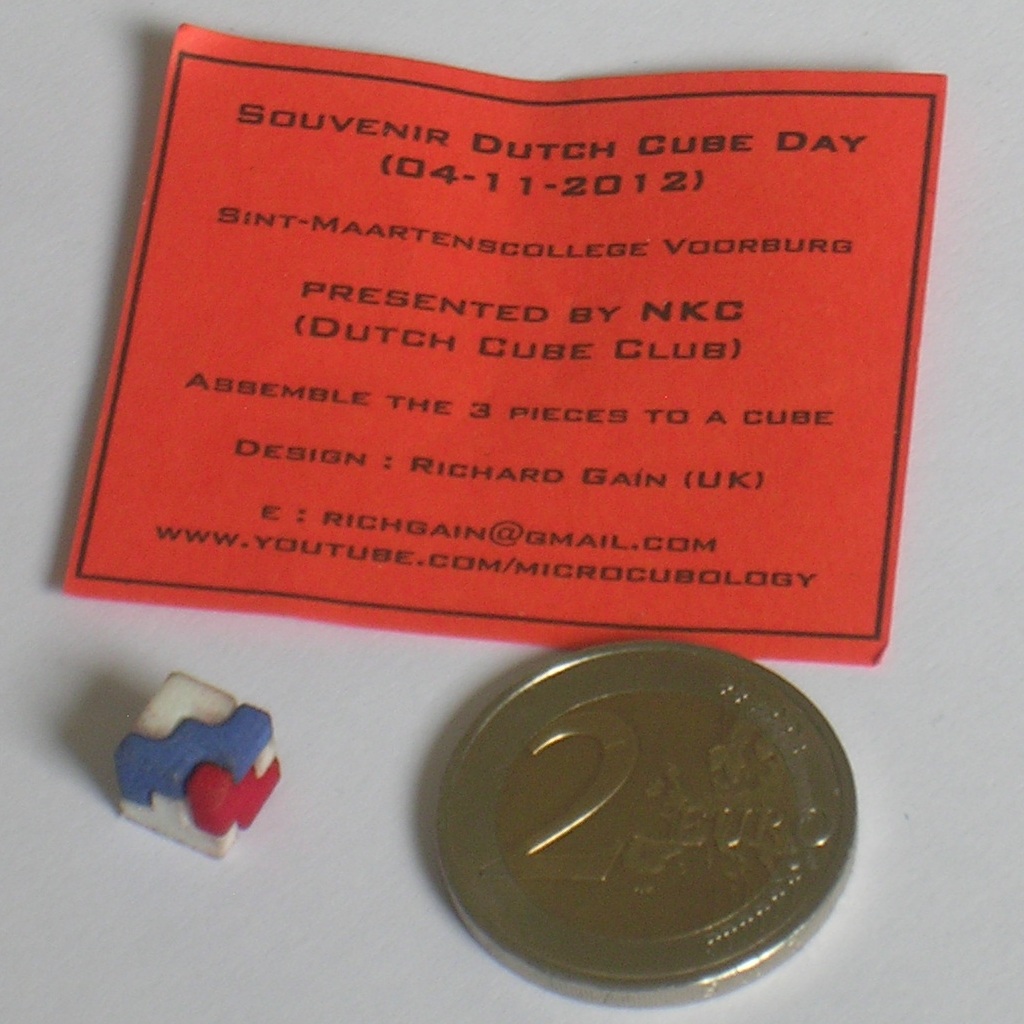 Souvenir Dutch Cube Day
(04-11-2012)
Sint-Maartenscollege Voorburg
presented by NKC
(Dutch Cube Club)
Assemble the 3 pieces to a cube
Design : Richard Gain (UK)
e : richgain@gmail.com
www.youtube.com/microcubology
2 EURO